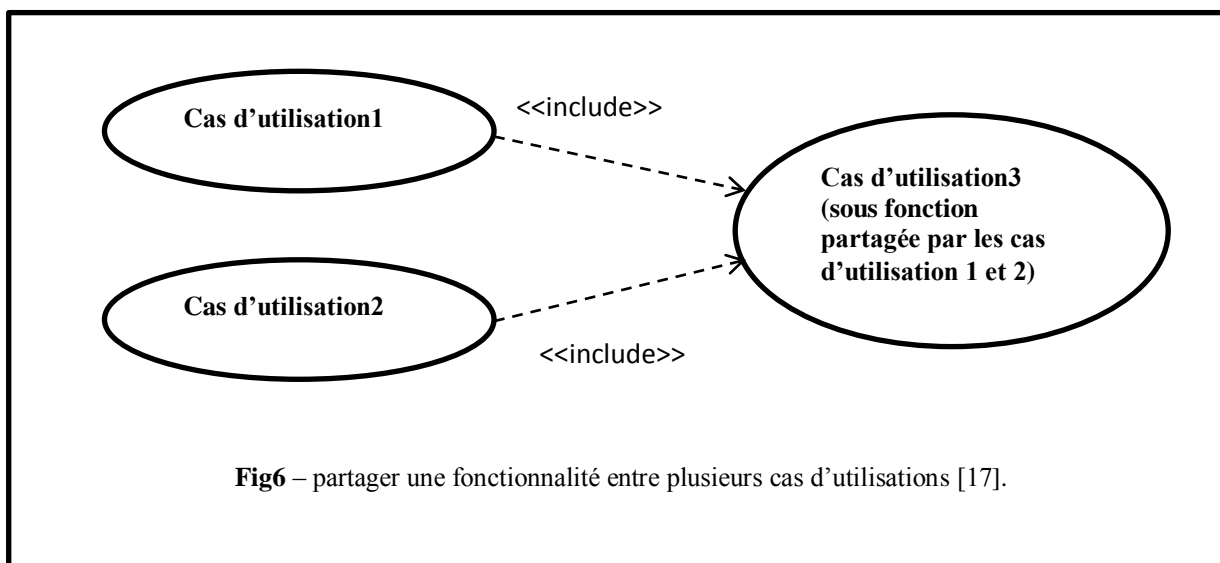 Cas d’utilisation1
<<include>>
Cas d’utilisation3
(sous fonction
partagée par les cas
d’utilisation 1 et 2)
Cas d’utilisation2
<<include>>
Fig6 – partager une fonctionnalité entre plusieurs cas d’utilisations [17].